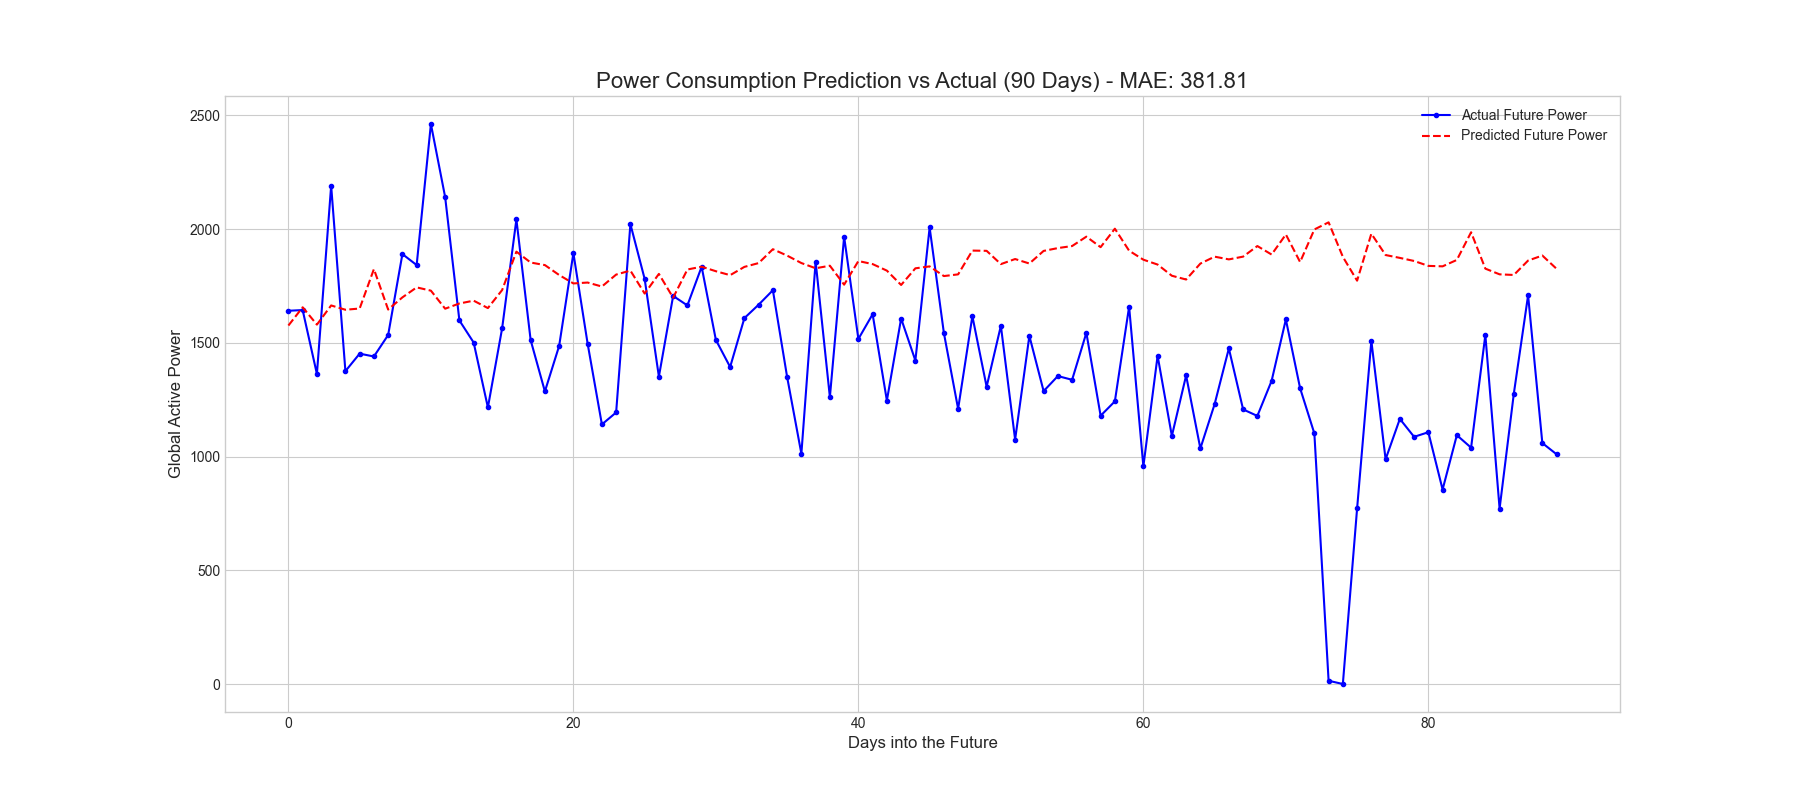 Power Consumption Prediction vs Actual (90 Days) - MAE: 381.81
Actual Future Power
Predicted Future Power
Global Active Power
2500
2000
1500
1000
500
0
0 20 40 60 80
Days into the Future